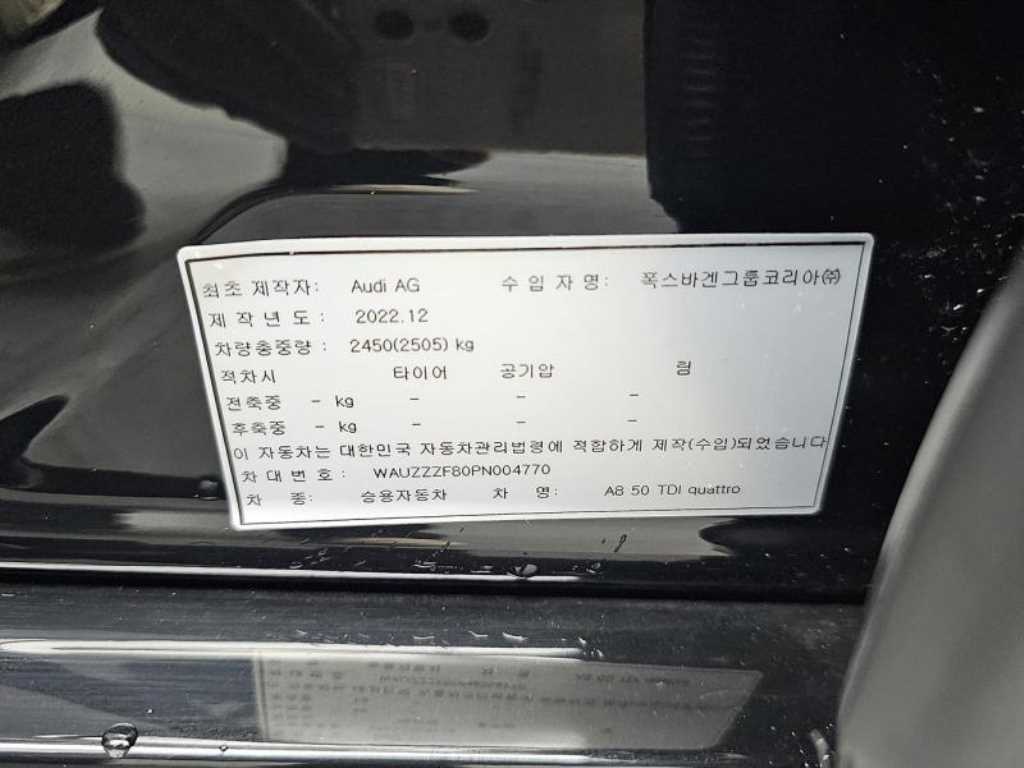 최초 제작자: Audi AG 수 입 자 명: 폭스바겐그룹코리아㈜
제 작 년 도 : 2022.12
차량총중량 : 2450(2505) kg
적차시 타이어 공기압 림
전축중 - kg - - -
후축중 - kg - - -
이 자동차는 대한민국 자동차관리법령에 적합하게 제작(수입)되었습니다
차 대 번 호 : WAUZZZF80PN004770
차 종: 승용자동차 차 명: A8 50 TDI quattro